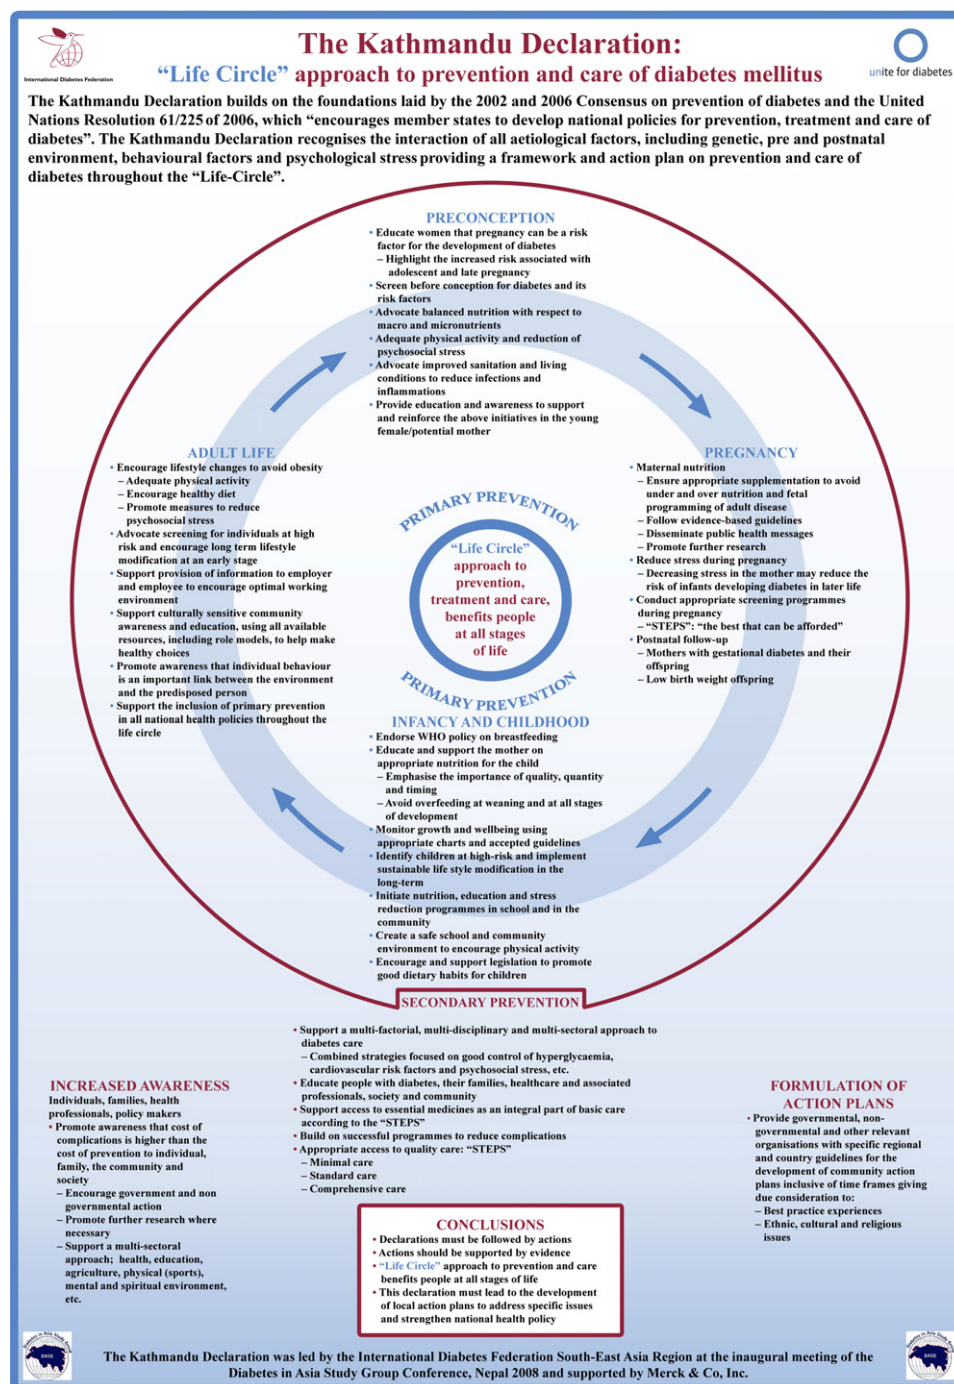 The Kathmandu Declaration:
“Life Circle” approach to prevention and care of diabetes mellitus
International Diabetes Federation
unite for diabetes
The Kathmandu Declaration builds on the foundations laid by the 2002 and 2006 Consensus on prevention of diabetes and the United
Nations Resolution 61/225 of 2006, which “encourages member states to develop national policies for prevention, treatment and care of
diabetes”. The Kathmandu Declaration recognises the interaction of all aetiological factors, including genetic, pre and postnatal
environment, behavioural factors and psychological stress providing a framework and action plan on prevention and care of
diabetes throughout the “Life-Circle”.
PRECONCEPTION
• Educate women that pregnancy can be a risk
factor for the development of diabetes
– Highlight the increased risk associated with
adolescent and late pregnancy
• Screen before conception for diabetes and its
risk factors
• Advocate balanced nutrition with respect to
macro and micronutrients
• Adequate physical activity and reduction of
psychosocial stress
• Advocate improved sanitation and living
conditions to reduce infections and
inflammations
• Provide education and awareness to support
and reinforce the above initiatives in the young
female/potential mother
ADULT LIFE
• Encourage lifestyle changes to avoid obesity
– Adequate physical activity
– Encourage healthy diet
– Promote measures to reduce
psychosocial stress
• Advocate screening for individuals at high
risk and encourage long term lifestyle
modification at an early stage
• Support provision of information to employer
and employee to encourage optimal working
environment
• Support culturally sensitive community
awareness and education, using all available
resources, including role models, to help make
healthy choices
• Promote awareness that individual behaviour
is an important link between the environment
and the predisposed person
• Support the inclusion of primary prevention
in all national health policies throughout the
life circle
PRIMARY PREVENTION
“Life Circle”
approach to
prevention,
treatment and care,
benefits people
at all stages
of life
PRIMARY PREVENTION
PREGNANCY
• Maternal nutrition
– Ensure appropriate supplementation to avoid
under and over nutrition and fetal
programming of adult disease
– Follow evidence-based guidelines
– Disseminate public health messages
– Promote further research
• Reduce stress during pregnancy
– Decreasing stress in the mother may reduce the
risk of infants developing diabetes in later life
• Conduct appropriate screening programmes
during pregnancy
– “STEPS”: “the best that can be afforded”
• Postnatal follow-up
– Mothers with gestational diabetes and their
offspring
– Low birth weight offspring
INFANCY AND CHILDHOOD
• Endorse WHO policy on breastfeeding
• Educate and support the mother on
appropriate nutrition for the child
– Emphasise the importance of quality, quantity
and timing
– Avoid overfeeding at weaning and at all stages
of development
• Monitor growth and wellbeing using
appropriate charts and accepted guidelines
• Identify children at high-risk and implement
sustainable life style modification in the
long-term
• Initiate nutrition, education and stress
reduction programmes in school and in the
community
• Create a safe school and community
environment to encourage physical activity
• Encourage and support legislation to promote
good dietary habits for children
SECONDARY PREVENTION
• Support a multi-factorial, multi-disciplinary and multi-sectoral approach to
diabetes care
– Combined strategies focused on good control of hyperglycaemia,
cardiovascular risk factors and psychosocial stress, etc.
• Educate people with diabetes, their families, healthcare and associated
professionals, society and community
• Support access to essential medicines as an integral part of basic care
according to the “STEPS”
• Build on successful programmes to reduce complications
• Appropriate access to quality care: “STEPS”
– Minimal care
– Standard care
– Comprehensive care
INCREASED AWARENESS
Individuals, families, health
professionals, policy makers
• Promote awareness that cost of
complications is higher than the
cost of prevention to individual,
family, the community and
society
– Encourage government and non
governmental action
– Promote further research where
necessary
– Support a multi-sectoral
approach; health, education,
agriculture, physical (sports),
mental and spiritual environment,
etc.
FORMULATION OF
ACTION PLANS
• Provide governmental, non-
governmental and other relevant
organisations with specific regional
and country guidelines for the
development of community action
plans inclusive of time frames giving
due consideration to:
– Best practice experiences
– Ethnic, cultural and religious
issues
CONCLUSIONS
• Declarations must be followed by actions
• Actions should be supported by evidence
• “Life Circle” approach to prevention and care
benefits people at all stages of life
• This declaration must lead to the development
of local action plans to address specific issues
and strengthen national health policy
Diabetes in Asia Study Group
DASG
Diabetes in Asia Study Group
DASG
The Kathmandu Declaration was led by the International Diabetes Federation South-East Asia Region at the inaugural meeting of the
Diabetes in Asia Study Group Conference, Nepal 2008 and supported by Merck & Co, Inc.